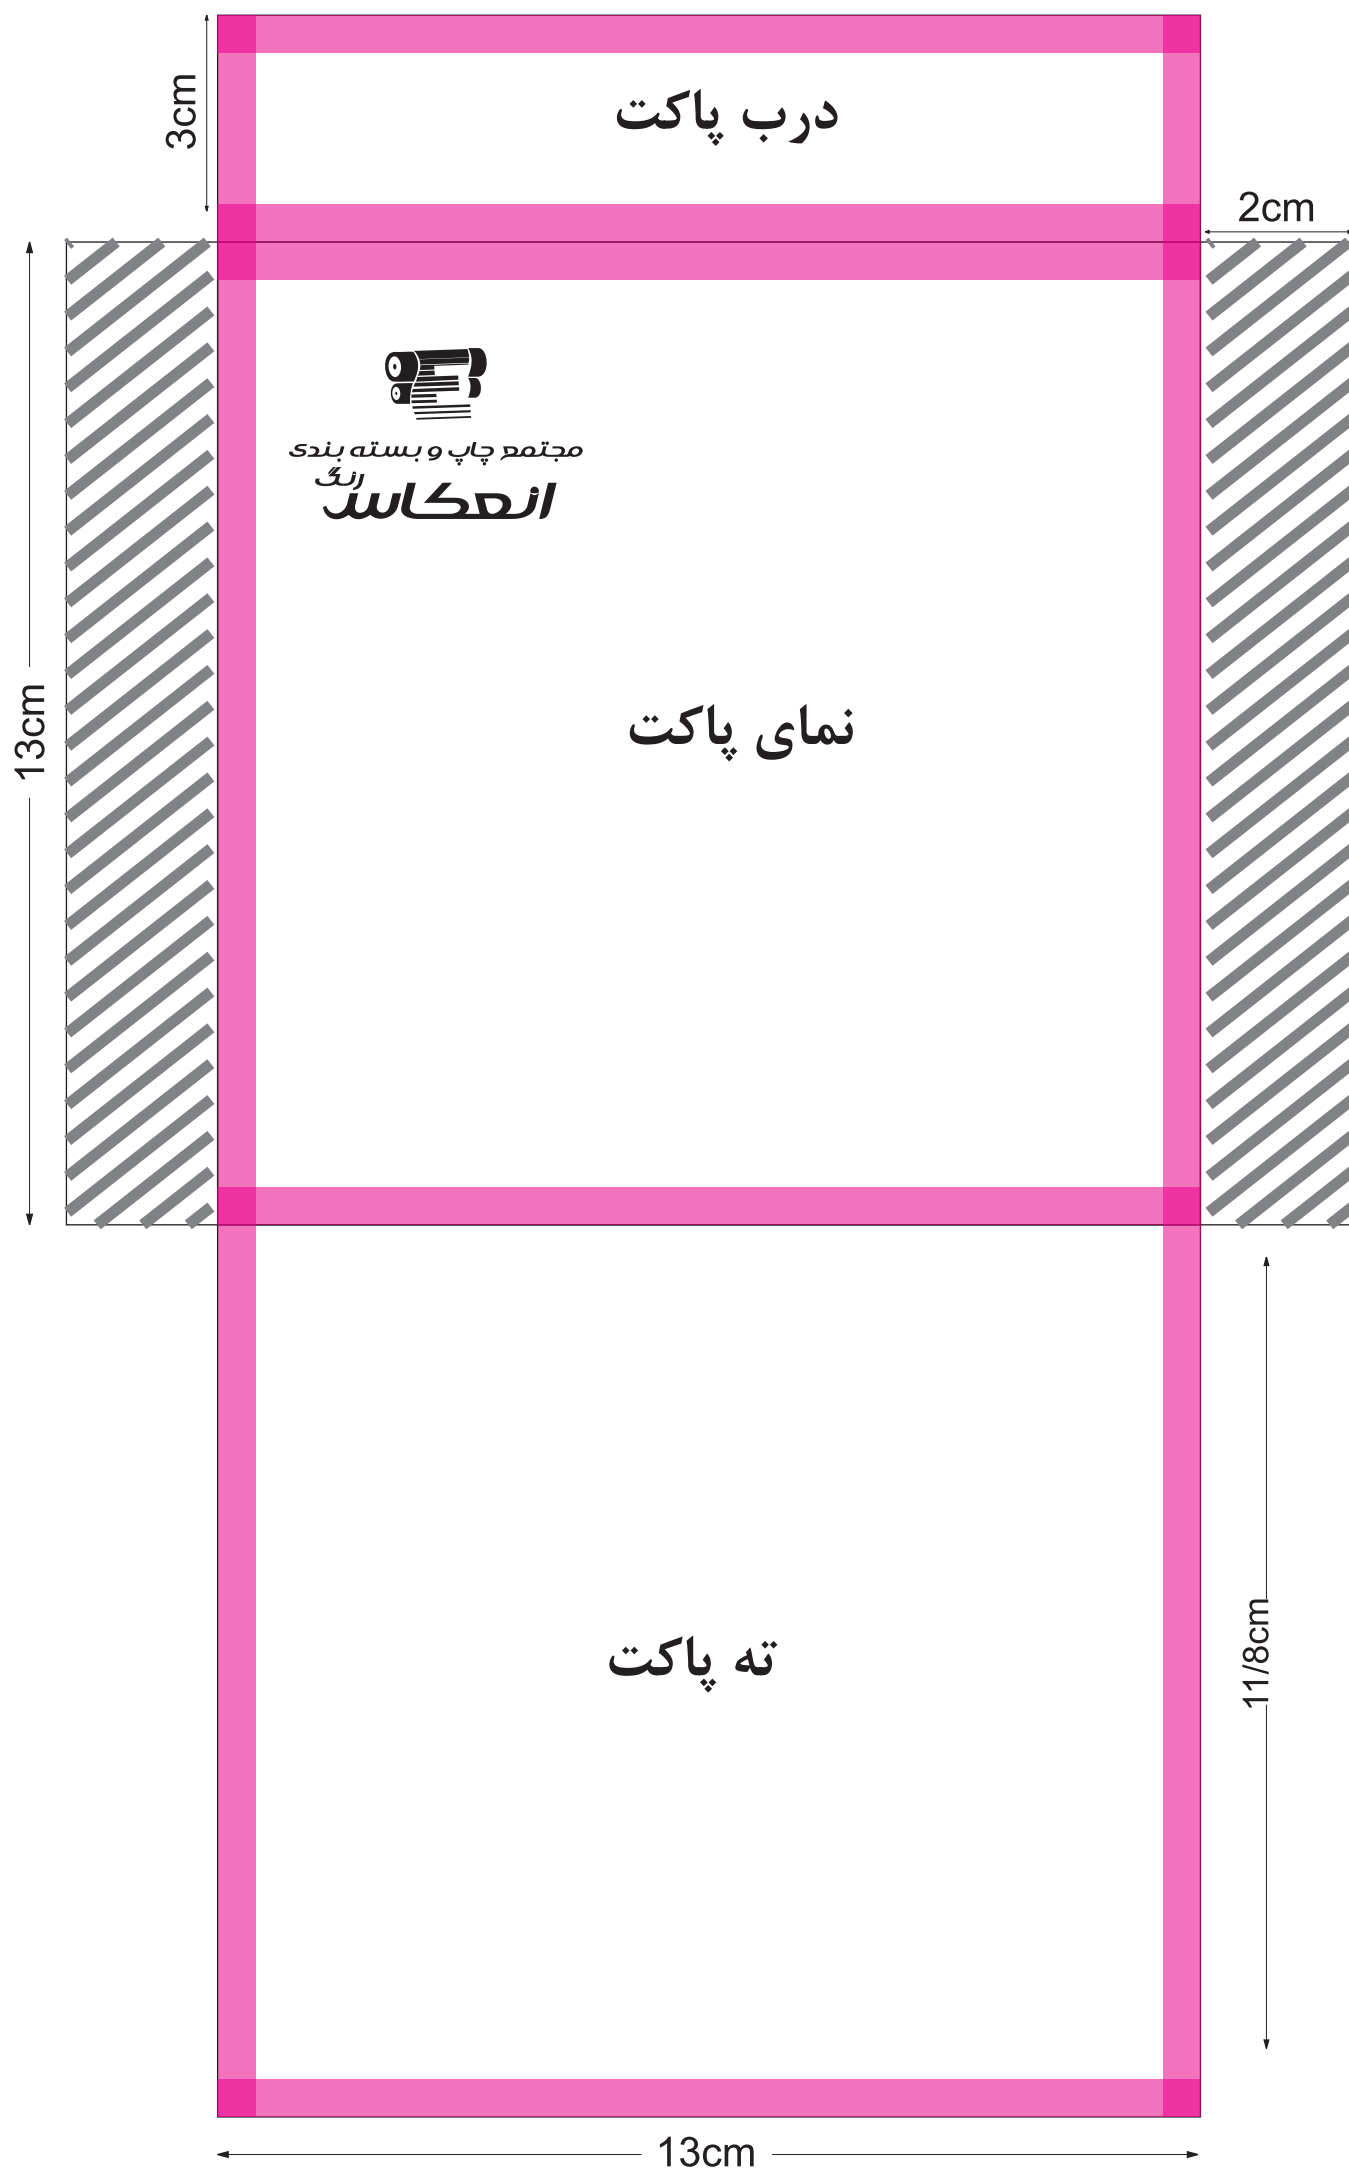 3cm
درب پاکت
2cm
مجتمع چاپ و بسته بندی
انعکاس رنگ
13cm
نمای پاکت
ته پاکت
11/8cm
13cm